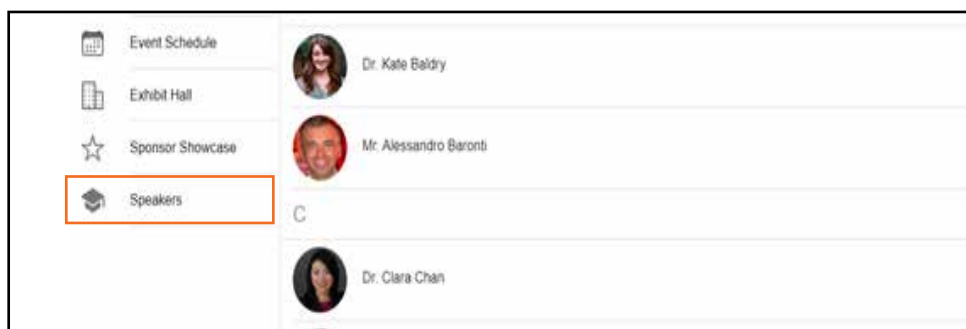 Event Schedule
Exhibit Hall
Sponsor Showcase
Speakers
Dr. Kate Baldry
Mr. Alessandro Baronti
C
Dr. Clara Chan